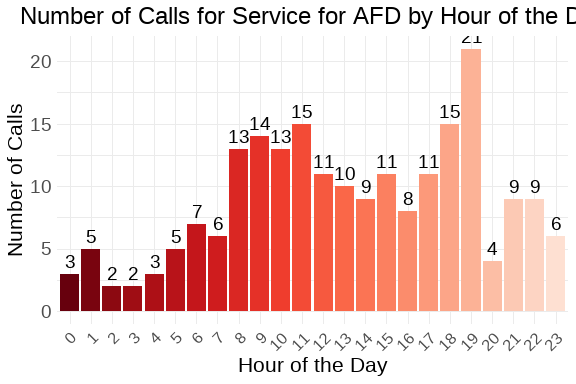 Number of Calls for Service for AFD by Hour of the D
Number of Calls
20
15
10
5
0
3 5 2 2 3 5 7 6 13 14 13 15 11 10 9 11 8 11 15 21 4 9 9 6
0 1 2 3 4 5 6 7 8 9 10 11 12 13 14 15 16 17 18 19 20 21 22 23
Hour of the Day